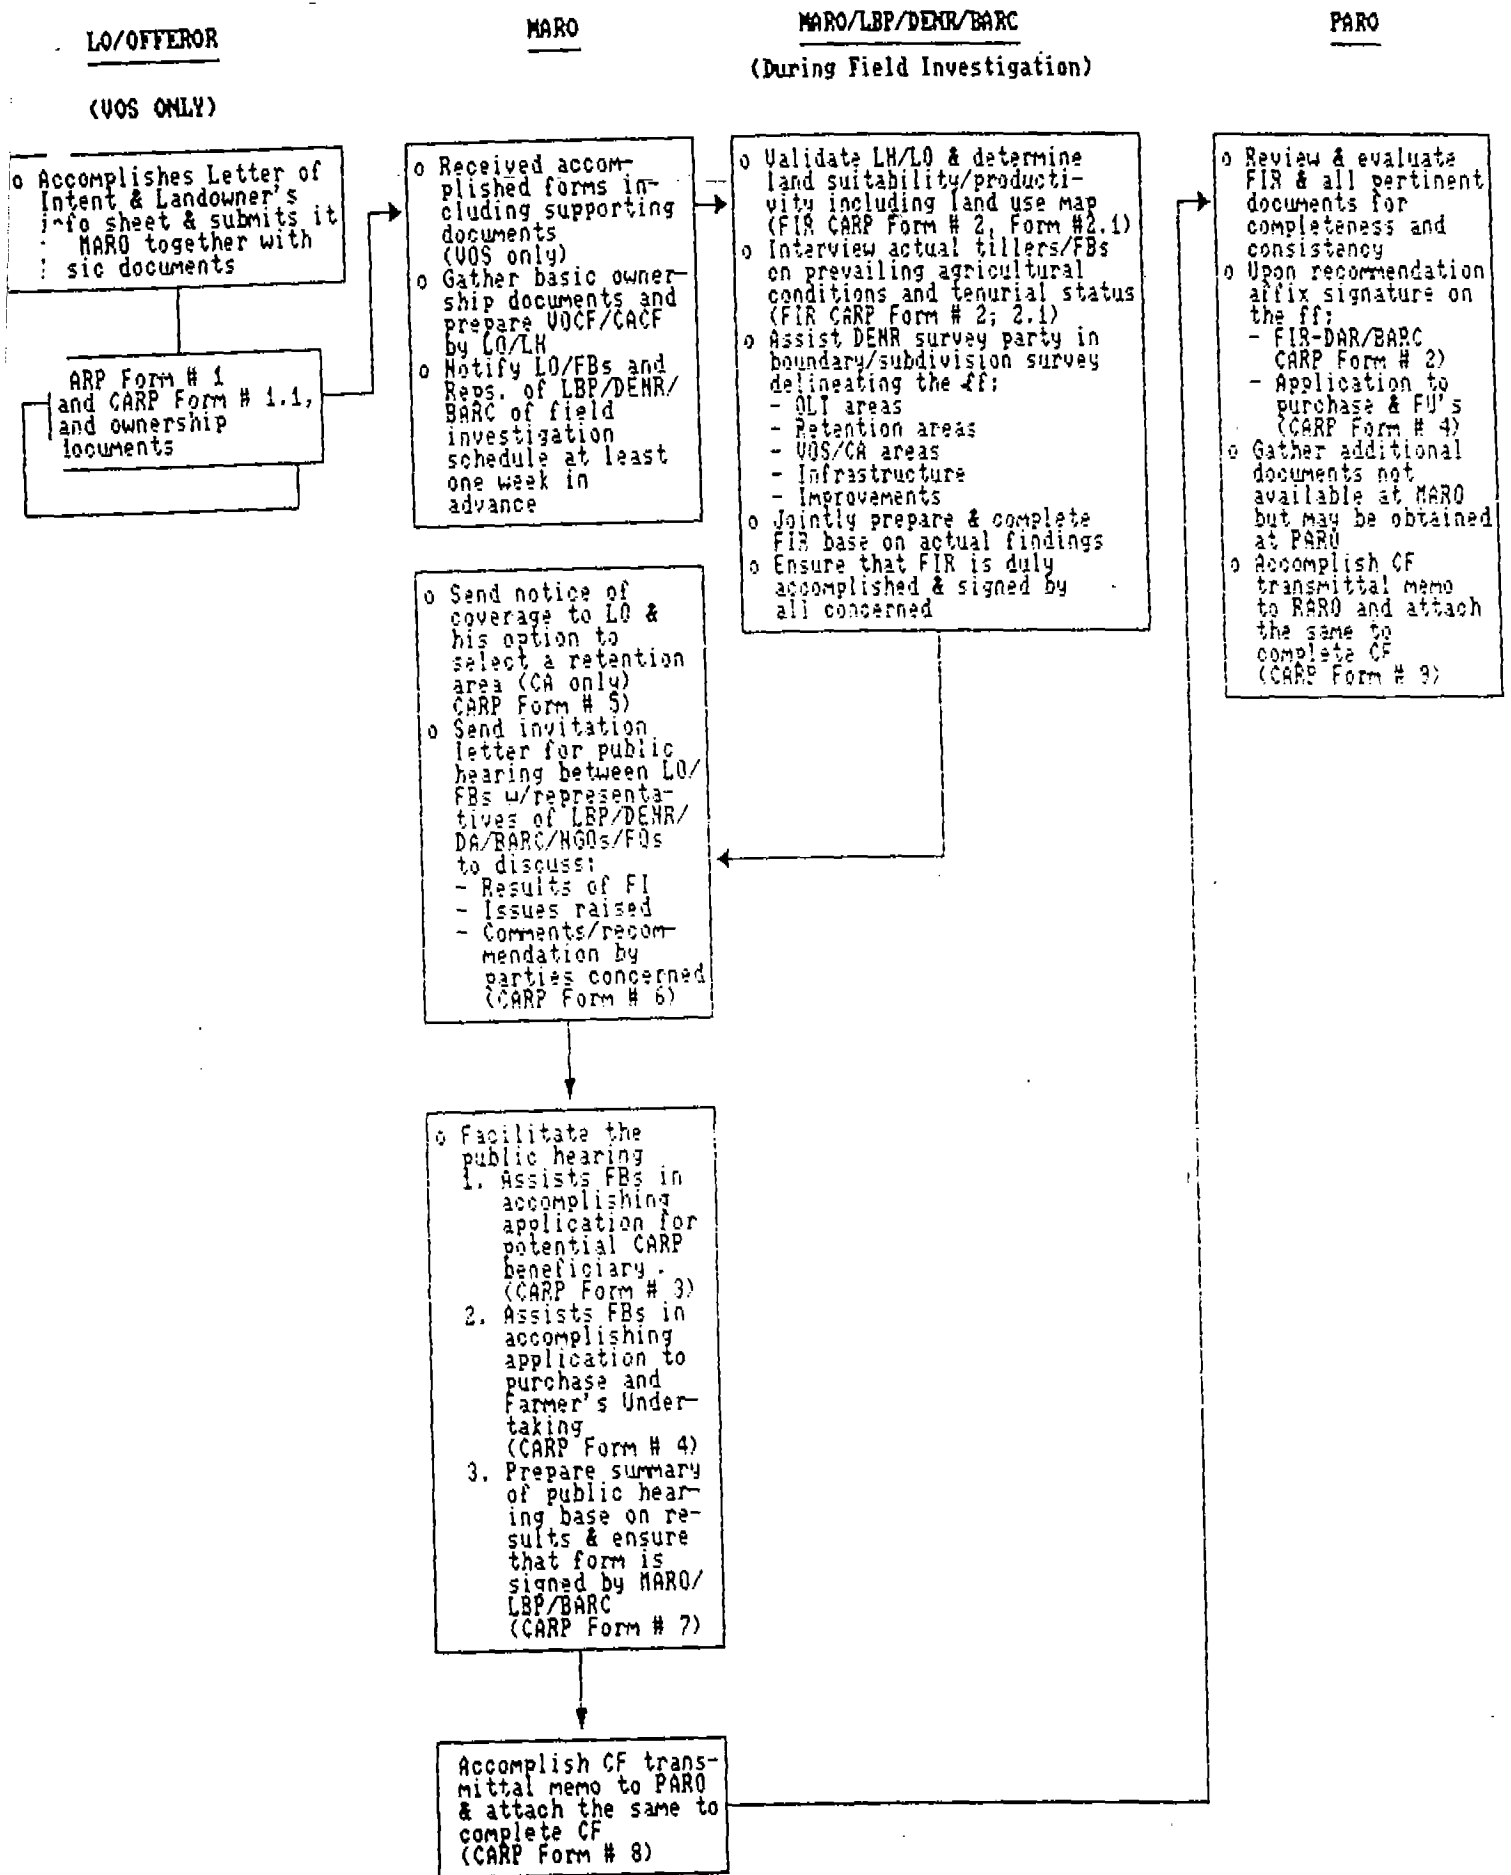 LO/OFFEROR
(VOS ONLY)
o Accomplishes Letter of
Intent & Landowner's
info sheet & submits it
MARO together with
sic documents
ARP Form # 1
and CARP Form # 1.1,
and ownership
documents
MARO
o Received accom-
plished forms in-
cluding supporting
documents
(VOS only)
o Gather basic owner-
ship documents and
prepare VOCF/CACF
by LO/LH
o Notify LO/FBs and
Reps. of LBP/DENR/
BARC of field
investigation
schedule at least
one week in
advance
o Send notice of
coverage to LO &
his option to
select a retention
area (CA only)
CARP Form # 5)
o Send invitation
letter for public
hearing between LO/
FBs w/representa-
tives of LBP/DENR/
DA/BARC/NGOs/FOs
to discuss:
- Results of FI
- Issues raised
- Comments/recom-
mendation by
parties concerned
(CARP Form # 6)
o Facilitate the
public hearing
1. Assists FBs in
accomplishing
application for
potential CARP
beneficiary.
(CARP Form # 3)
2. Assists FBs in
accomplishing
application to
purchase and
Farmer's Under-
taking
(CARP Form # 4)
3. Prepare summary
of public hear-
ing base on re-
sults & ensure
that form is
signed by MARO/
LBP/BARC
(CARP Form # 7)
Accomplish CF trans-
mittal memo to PARO
& attach the same to
complete CF
(CARP Form # 8)
MARO/LBP/DENR/BARC
(During Field Investigation)
o Validate LH/LO & determine
land suitability/producti-
vity including land use map
(FIR CARP Form # 2, Form #2.1)
o Interview actual tillers/FBs
on prevailing agricultural
conditions and tenurial status
(FIR CARP Form # 2; 2.1)
o Assist DENR survey party in
boundary/subdivision survey
delineating the ff:
- OLT areas
- Retention areas
- VOS/CA areas
- Infrastructure
- Improvements
o Jointly prepare & complete
FIR base on actual findings
o Ensure that FIR is duly
accomplished & signed by
all concerned
PARO
o Review & evaluate
FIR & all pertinent
documents for
completeness and
consistency
o Upon recommendation
affix signature on
the ff:
- FIR-DAR/BARC
CARP Form # 2)
- Application to
purchase & FU's
(CARP Form # 4)
o Gather additional
documents not
available at MARO
but may be obtained
at PARO
o Accomplish CF
transmittal memo
to RARO and attach
the same to
complete CF
(CARP Form # 9)